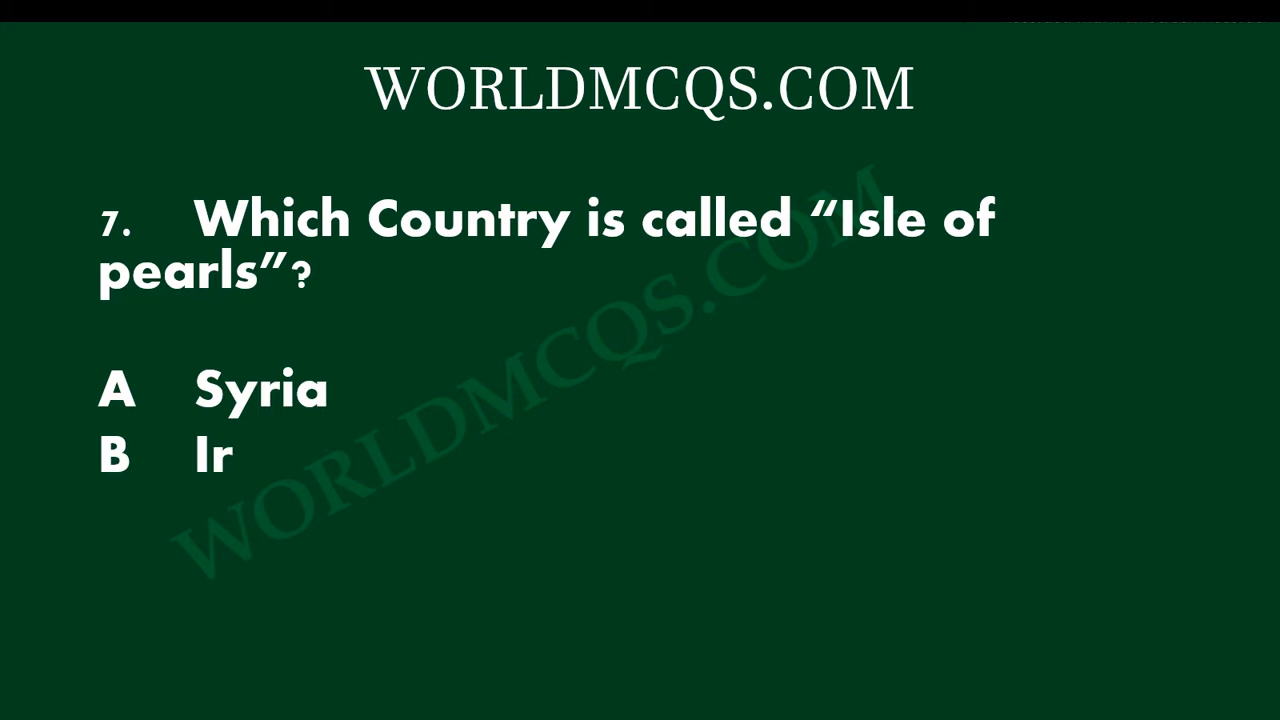 WORLDMCQS.COM
7. Which Country is called “Isle of
pearls”?
A Syria
B Ir
WORLDMCQS.COM